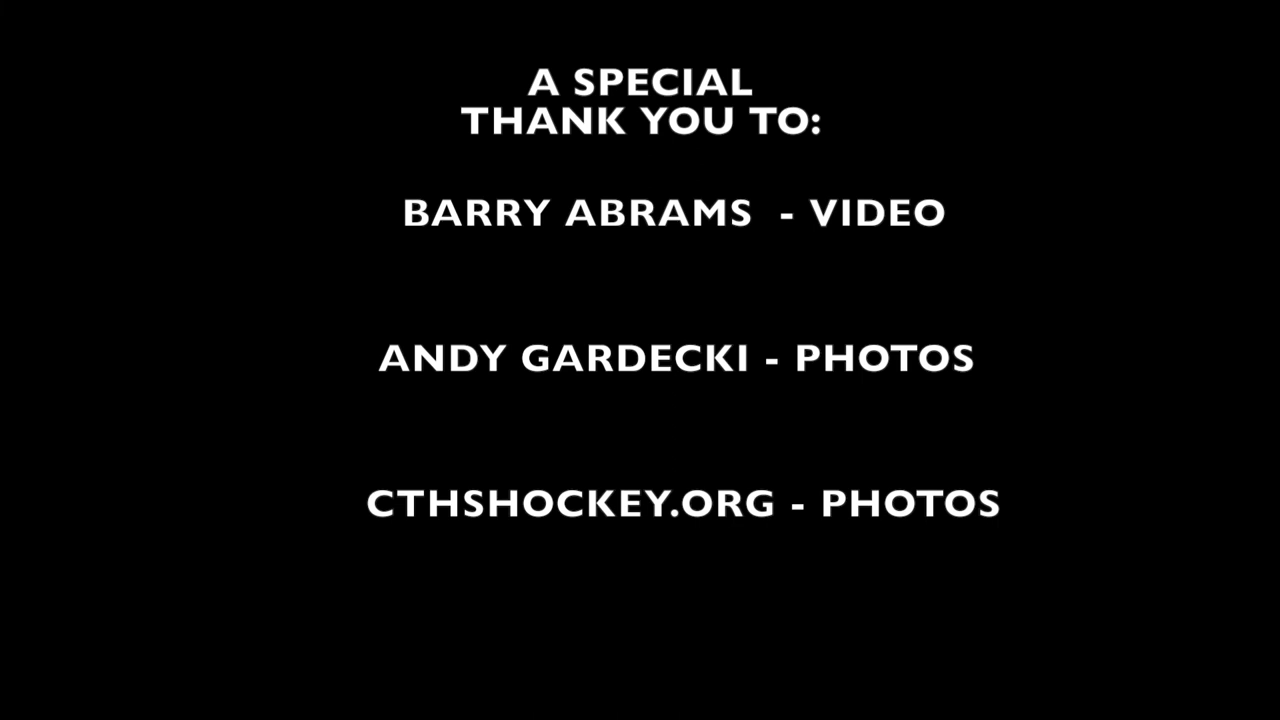 A SPECIAL
THANK YOU TO:
BARRY ABRAMS  - VIDEO
ANDY GARDECKI - PHOTOS
CTHSHOCKEY.ORG - PHOTOS